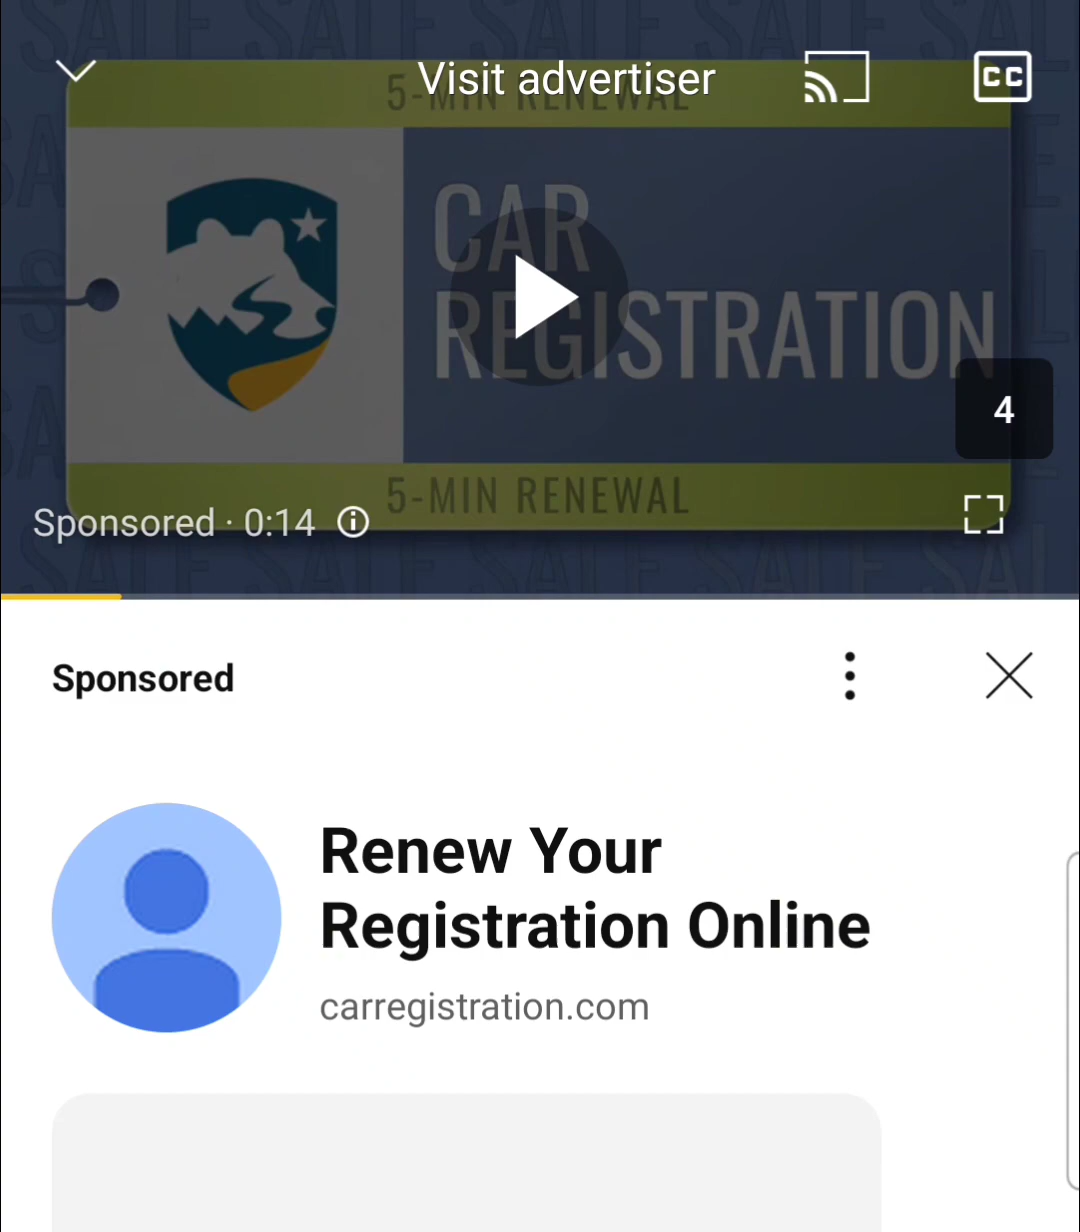 Visit advertiser
CC
5-MIN RENEWAL
CAR
REGISTRATION
4
5-MIN RENEWAL
Sponsored · 0:14
Sponsored
Renew Your
Registration Online
carregistration.com